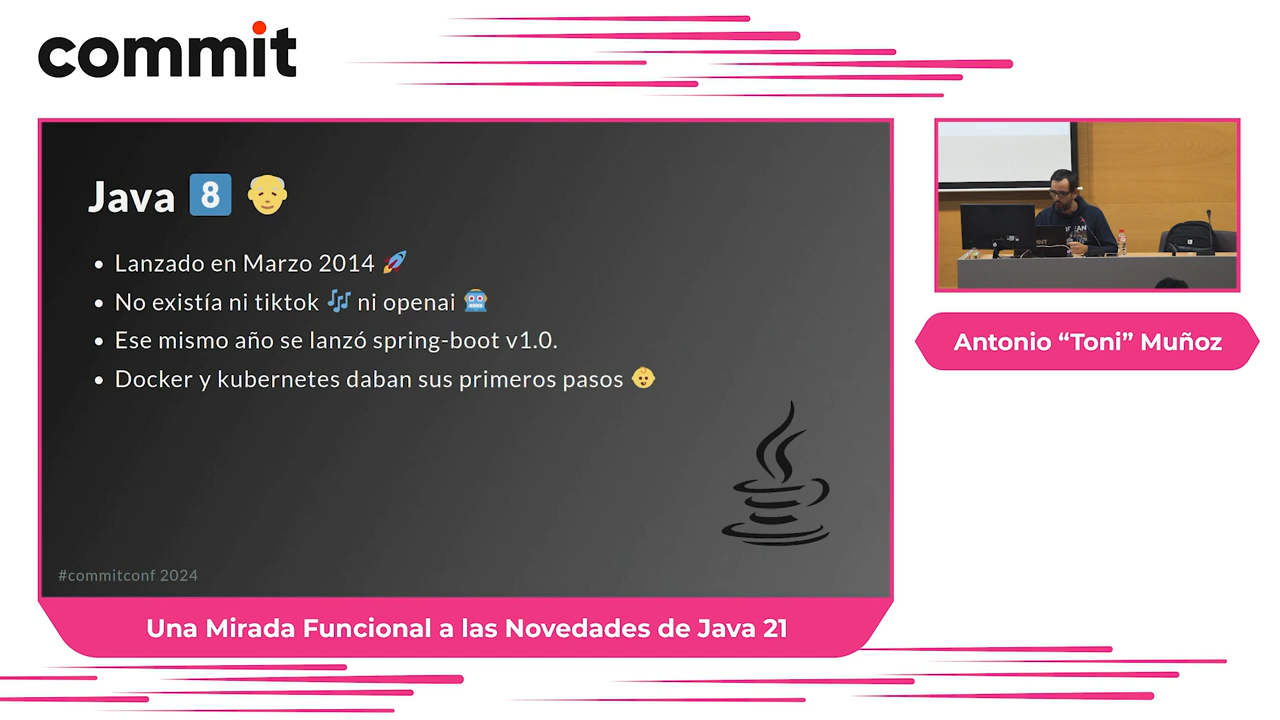 commit
Java 8
Lanzado en Marzo 2014
No existía ni tiktok ni openai
Ese mismo año se lanzó spring-boot v1.0.
Docker y kubernetes daban sus primeros pasos
#commitconf 2024
Una Mirada Funcional a las Novedades de Java 21
Antonio “Toni” Muñoz